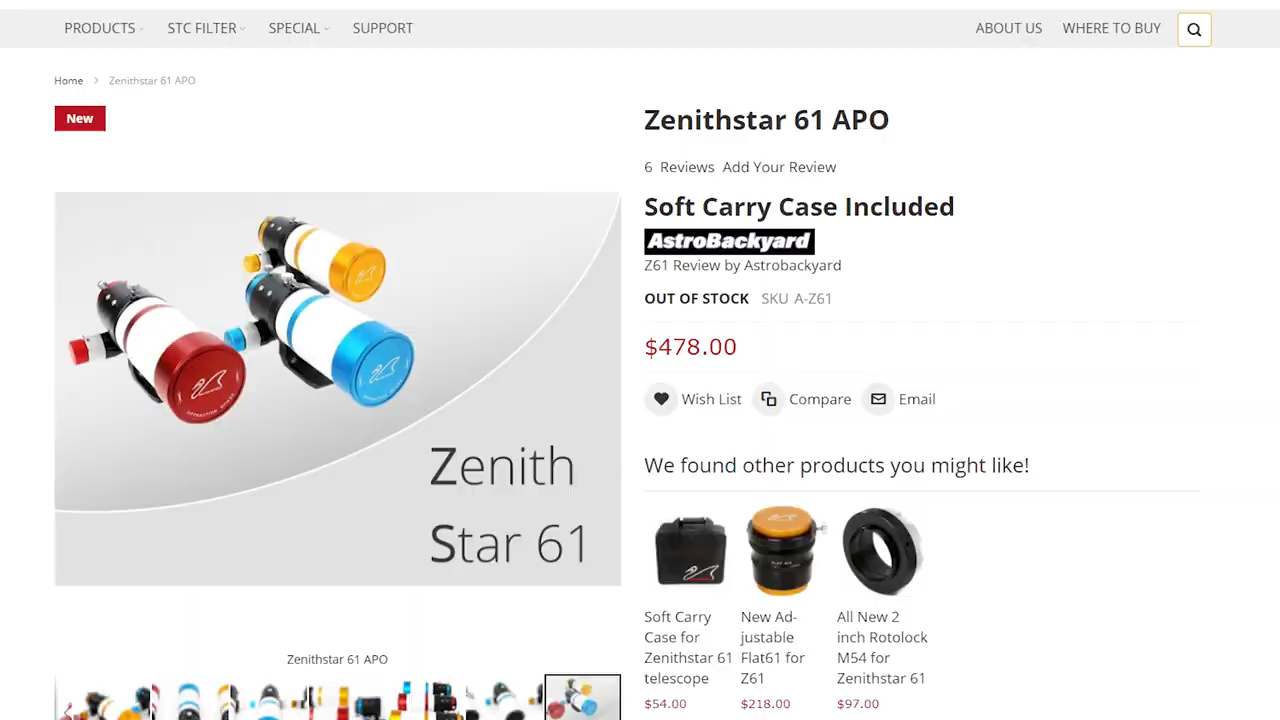 PRODUCTS STC FILTER SPECIAL SUPPORT ABOUT US WHERE TO BUY
Home > Zenithstar 61 APO
New
Zenithstar 61 APO
6 Reviews Add Your Review
Soft Carry Case Included
AstroBackyard
Z61 Review by Astrobackyard
OUT OF STOCK SKU A-Z61
$478.00
Wish List Compare Email
Zenith
Star 61
We found other products you might like!
Soft Carry
Case for
Zenithstar 61
telescope
$54.00
New Ad-
justable
Flat61 for
Z61
$218.00
All New 2
inch Rotolock
M54 for
Zenithstar 61
$97.00
Zenithstar 61 APO